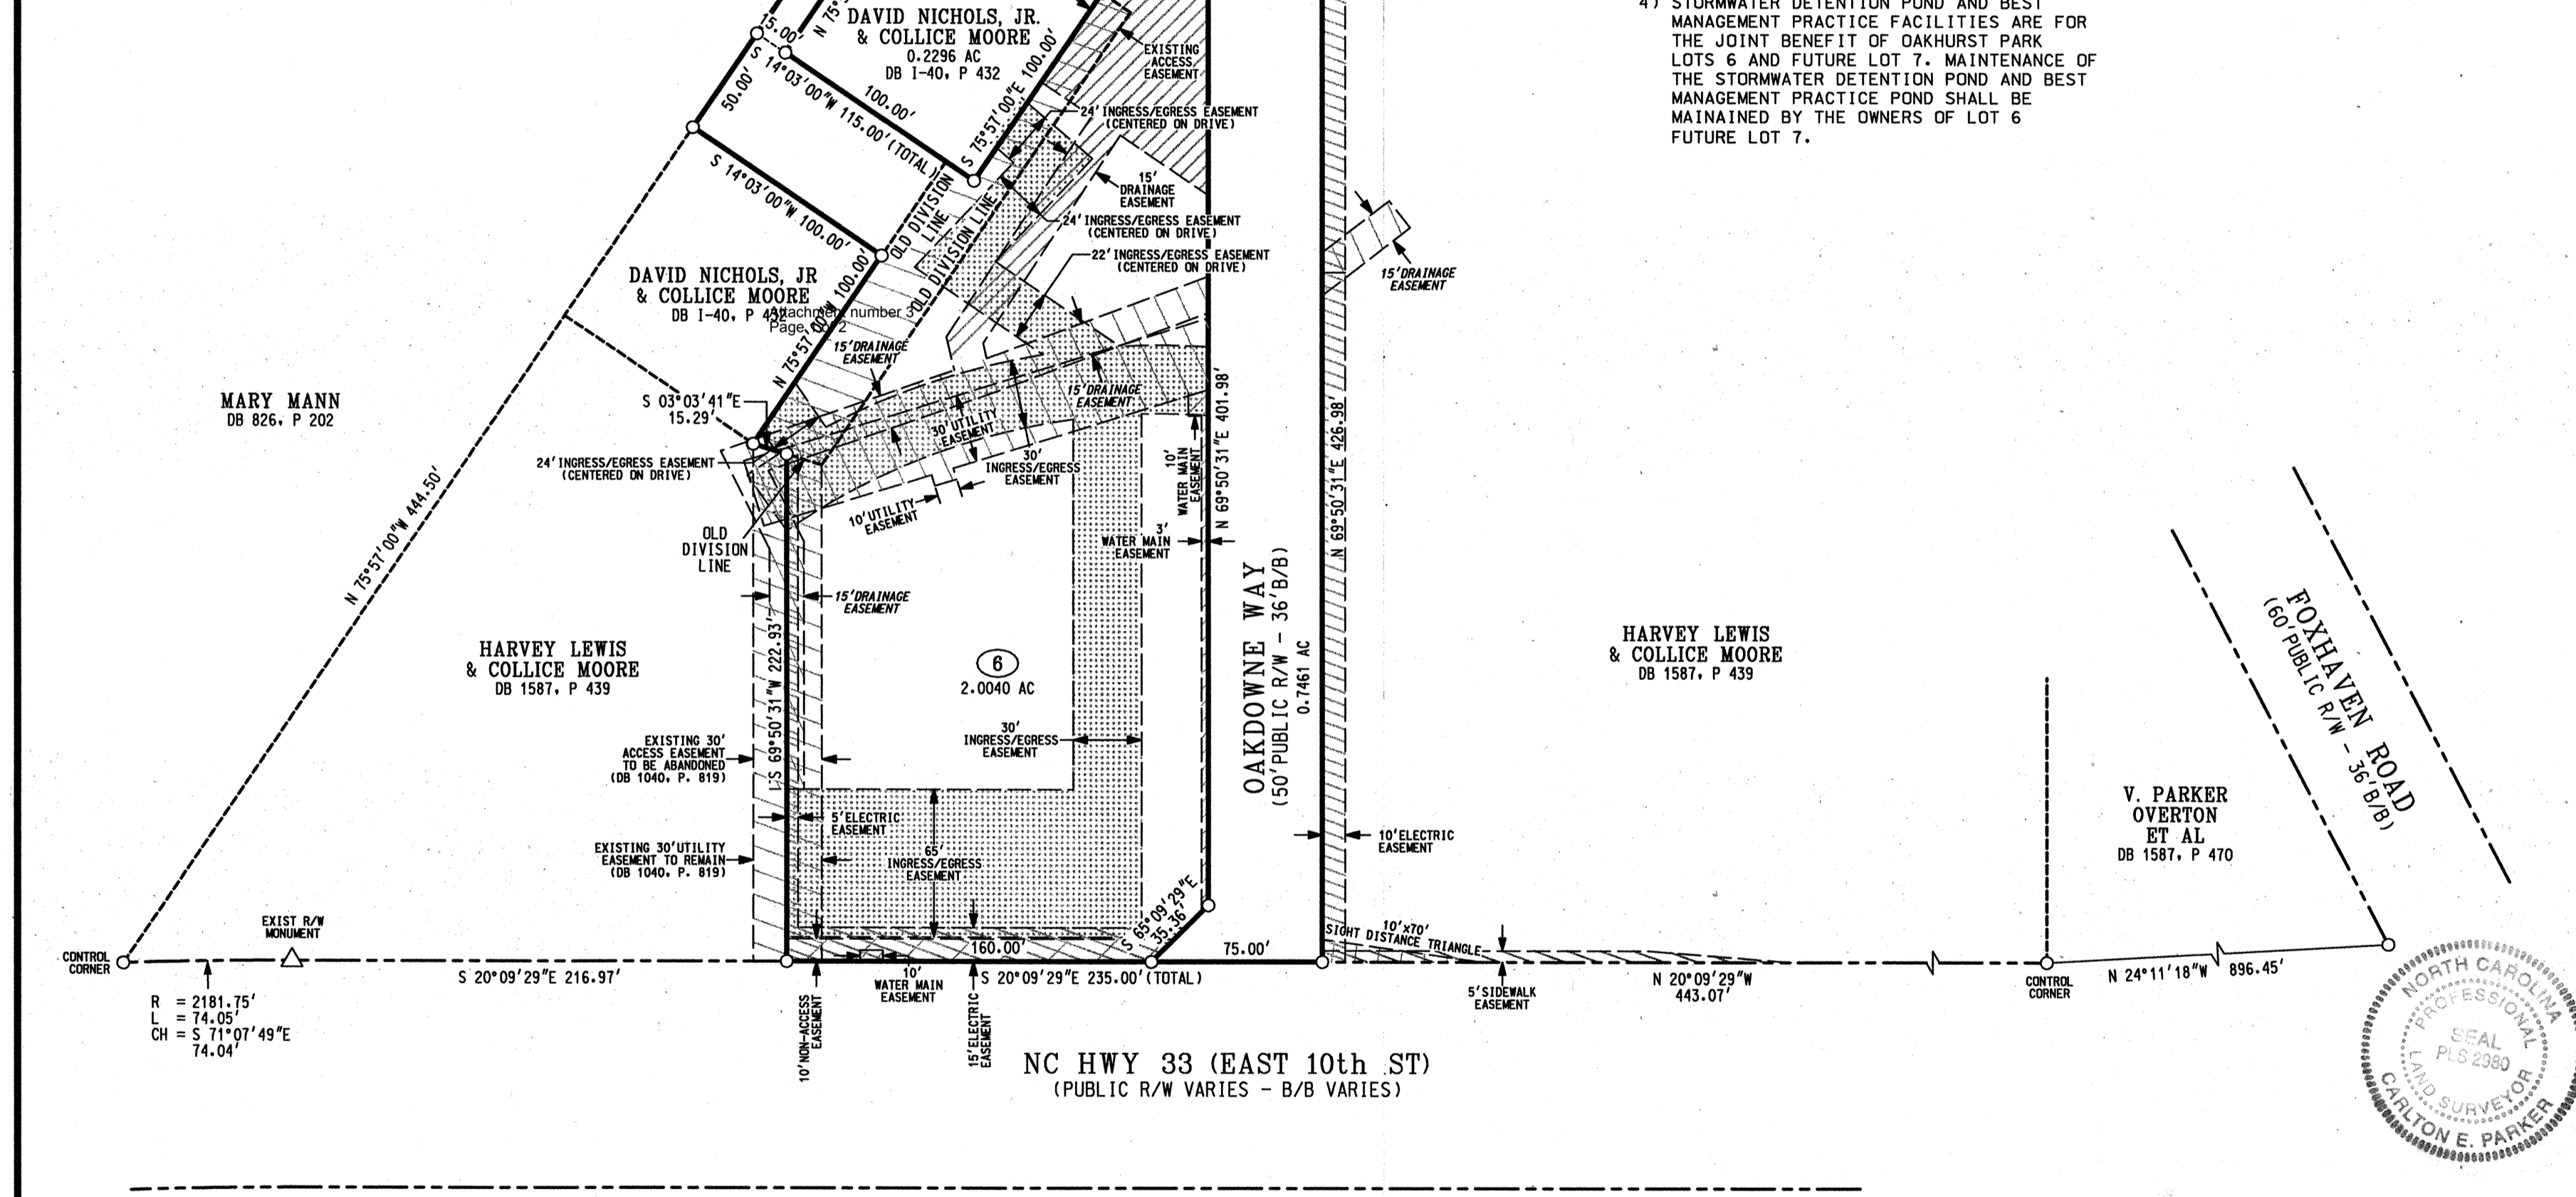 15.00'
N 75°
DAVID NICHOLS, JR.
& COLLICE MOORE
0.2296 AC
DB I-40, P 432
S 14°03'00"W 115.00'(TOTAL)
100.00'
50.00'
S 75°57'00"E 100.00'
EXISTING
ACCESS
EASEMENT
24' INGRESS/EGRESS EASEMENT
(CENTERED ON DRIVE)
15'
DRAINAGE
EASEMENT
24' INGRESS/EGRESS EASEMENT
(CENTERED ON DRIVE)
22' INGRESS/EGRESS EASEMENT
(CENTERED ON DRIVE)
4) STORMWATER DETENTION POND AND BEST
MANAGEMENT PRACTICE FACILITIES ARE FOR
THE JOINT BENEFIT OF OAKHURST PARK
LOTS 6 AND FUTURE LOT 7. MAINTENANCE OF
THE STORMWATER DETENTION POND AND BEST
MANAGEMENT PRACTICE POND SHALL BE
MAINAINED BY THE OWNERS OF LOT 6
FUTURE LOT 7.
S 14°03'00"W 100.00'
OLD DIVISION
LINE
OLD DIVISION LINE
DAVID NICHOLS, JR
& COLLICE MOORE
DB I-40, P 432
Attachment number 3
Page 2
N 75°57'00"W 100.00'
15'DRAINAGE
EASEMENT
15'DRAINAGE
EASEMENT
15'DRAINAGE
EASEMENT
MARY MANN
DB 826, P 202
S 03°03'41"E
15.29'
24' INGRESS/EGRESS EASEMENT
(CENTERED ON DRIVE)
30'UTILITY
EASEMENT
30'
INGRESS/EGRESS
EASEMENT
10'UTILITY
EASEMENT
10'
WATER MAIN
EASEMENT
3'
WATER MAIN
EASEMENT
N 69°50'31"E 401.98'
N 69°50'31"E 426.98'
OLD
DIVISION
LINE
15'DRAINAGE
EASEMENT
N 75°57'00"W 444.50'
HARVEY LEWIS
& COLLICE MOORE
DB 1587, P 439
S 69°50'31"W 222.93'
6
2.0040 AC
30'
INGRESS/EGRESS
EASEMENT
OAKDOWNE WAY
(50'PUBLIC R/W - 36'B/B)
0.7461 AC
HARVEY LEWIS
& COLLICE MOORE
DB 1587, P 439
FOXHAVEN ROAD
(60'PUBLIC R/W - 36'B/B)
EXISTING 30'
ACCESS EASEMENT
TO BE ABANDONED
(DB 1040, P. 819)
5'ELECTRIC
EASEMENT
EXISTING 30'UTILITY
EASEMENT TO REMAIN
(DB 1040, P. 819)
65'
INGRESS/EGRESS
EASEMENT
10'ELECTRIC
EASEMENT
V. PARKER
OVERTON
ET AL
DB 1587, P 470
S 65°09'29"E
35.36'
EXIST R/W
MONUMENT
CONTROL
CORNER
160.00'
75.00'
10'x70'
SIGHT DISTANCE TRIANGLE
S 20°09'29"E 216.97'
S 20°09'29"E 235.00'(TOTAL)
N 20°09'29"W
443.07'
CONTROL
CORNER
N 24°11'18"W 896.45'
R = 2181.75'
L = 74.05'
CH = S 71°07'49"E
74.04'
10'NON-ACCESS
EASEMENT
10'
WATER MAIN
EASEMENT
15'ELECTRIC
EASEMENT
5'SIDEWALK
EASEMENT
NC HWY 33 (EAST 10th ST)
(PUBLIC R/W VARIES - B/B VARIES)
NORTH CAROLINA
PROFESSIONAL
SEAL
PLS 2980
LAND SURVEYOR
CARLTON E. PARKER